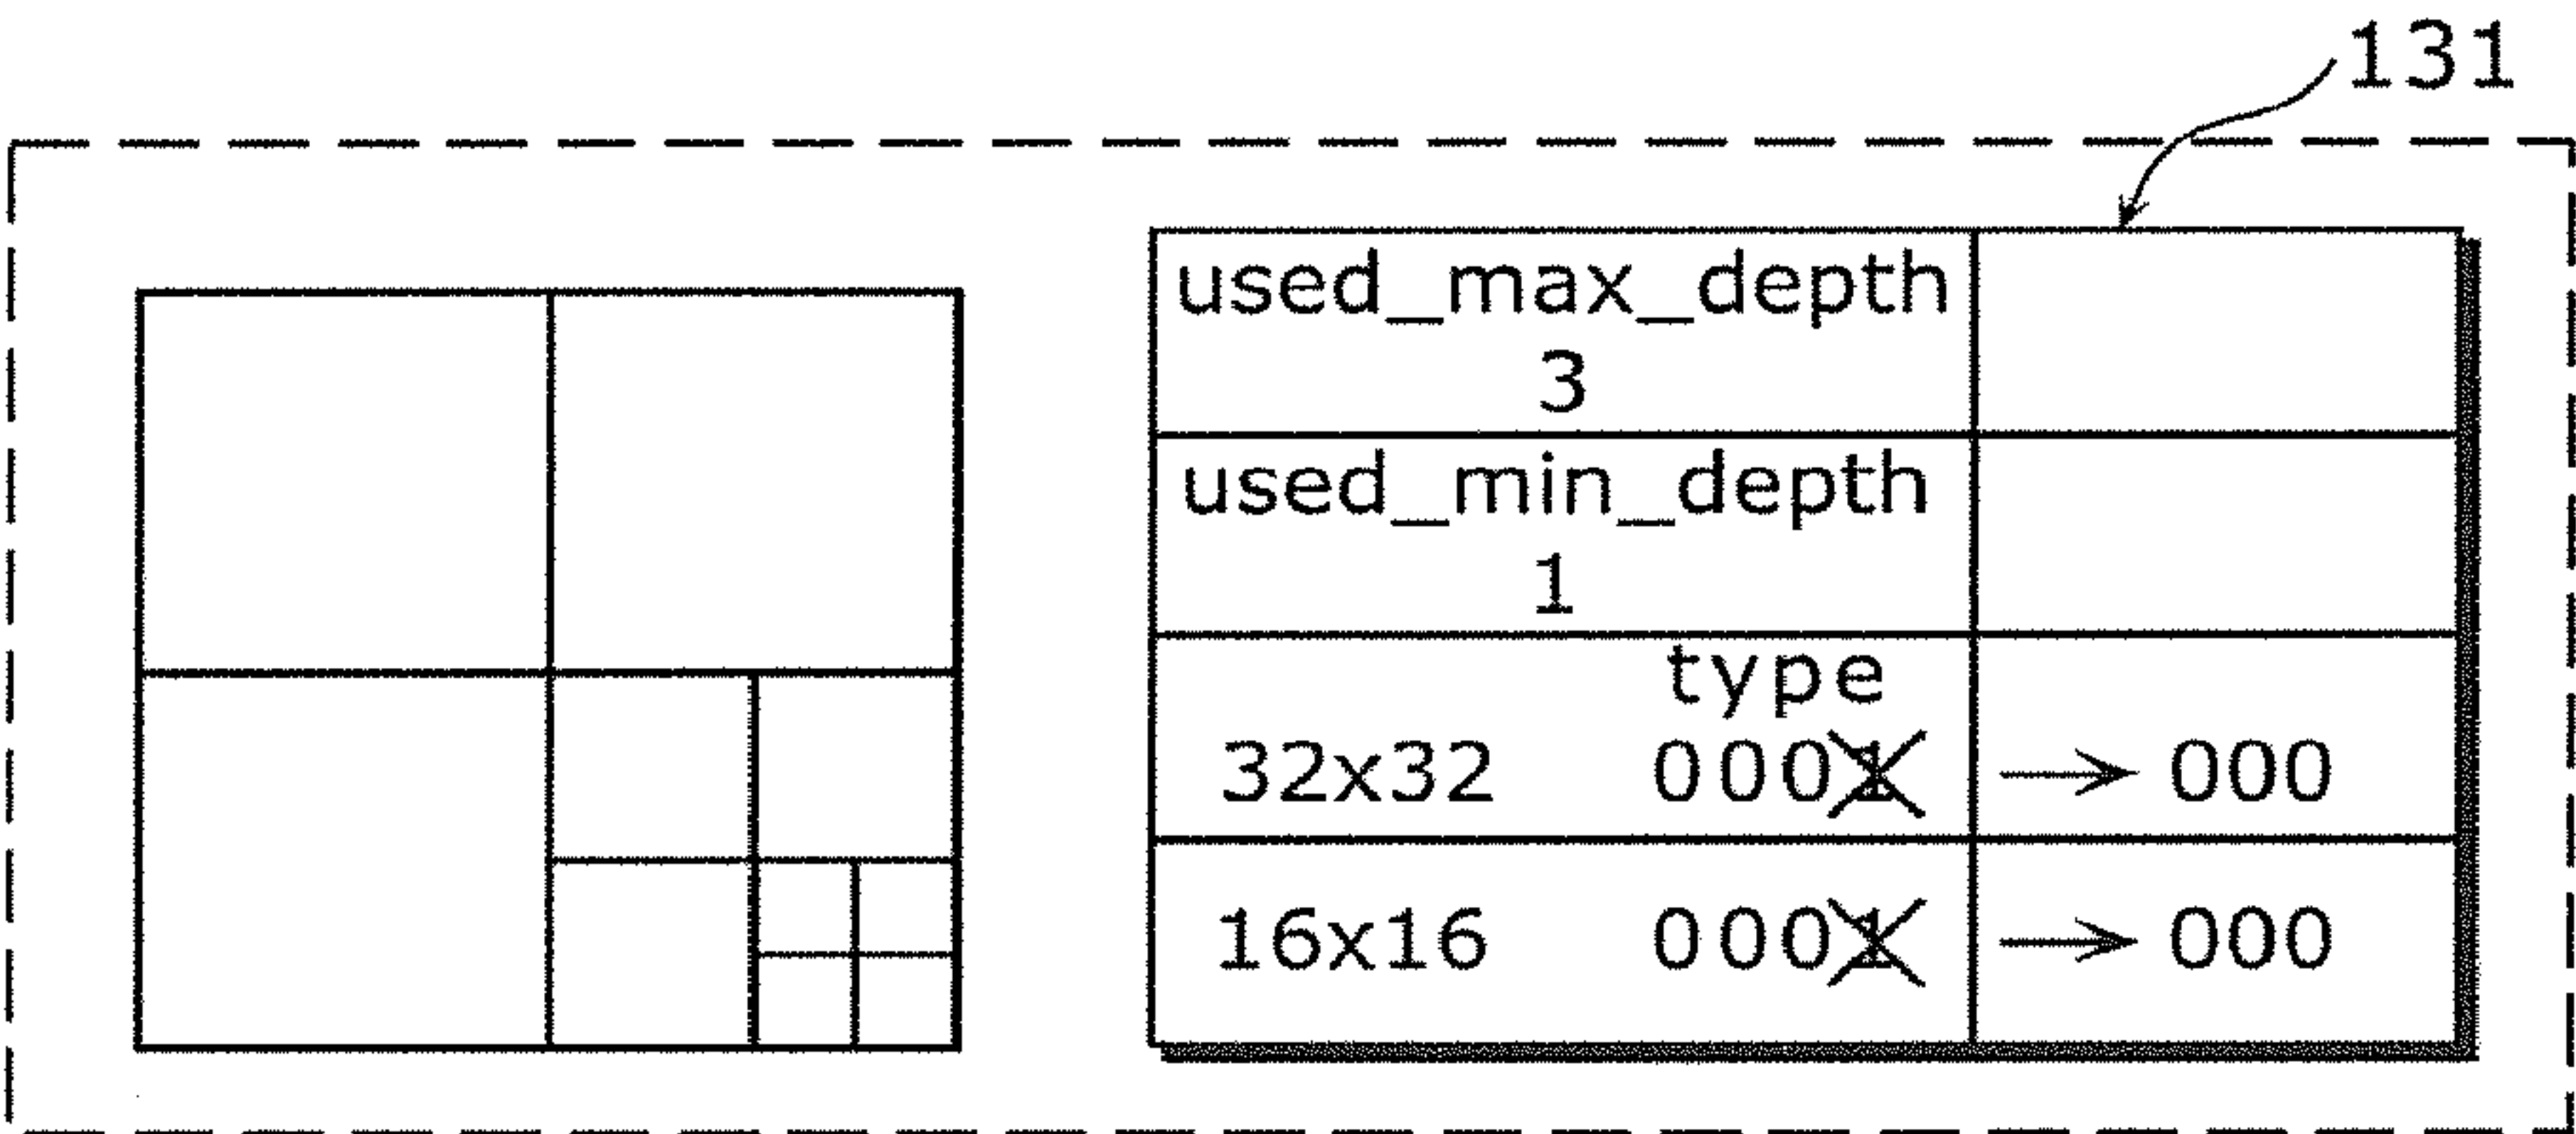 131
used_max_depth
3
used_min_depth
1
type
32x32 0001 → 000
16x16 0001 → 000